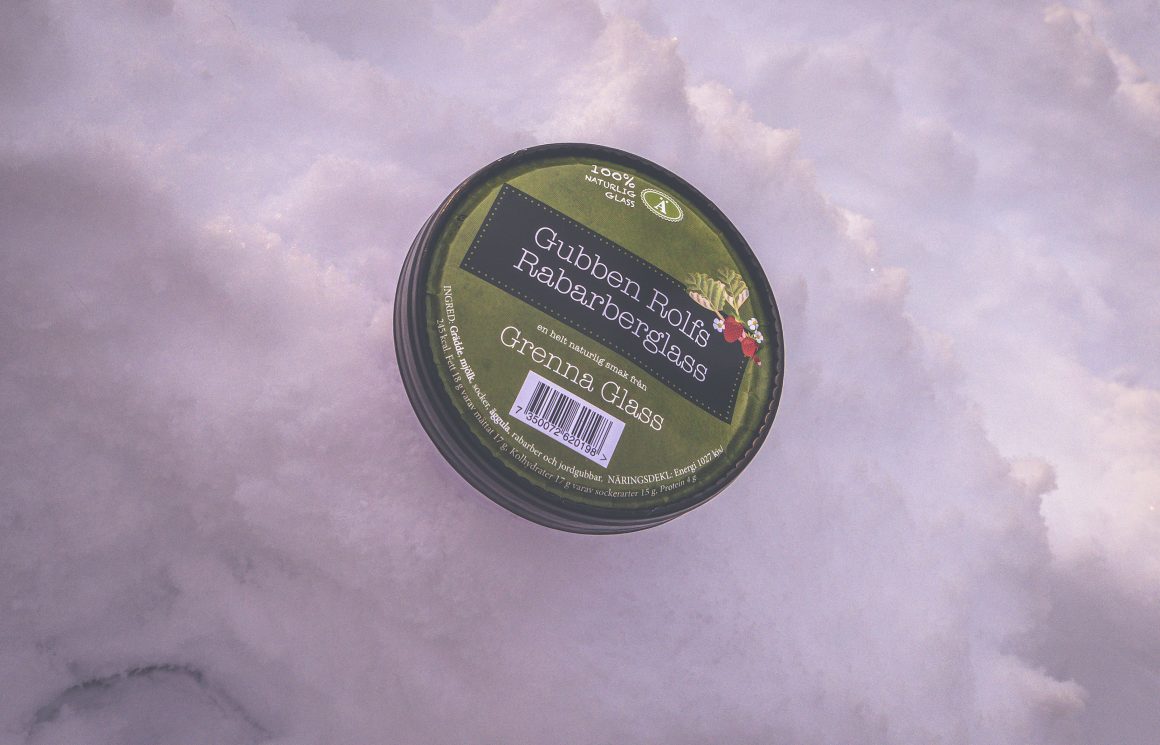 100%
NATURLIG
GLASS
Ä
Gubben Rolfs
Rabarberglass
en helt naturlig smak från
Grenna Glass
7 350072 620198 >
INGRED: Grädde, mjölk, socker, äggula, rabarber och jordgubbar. NÄRINGSDEKL: Energi 1027 kw/
245 kcal. Fett 18 g varav mättat 17 g. Kolhydrater 17 g varav sockerarter 15 g. Protein 4 g